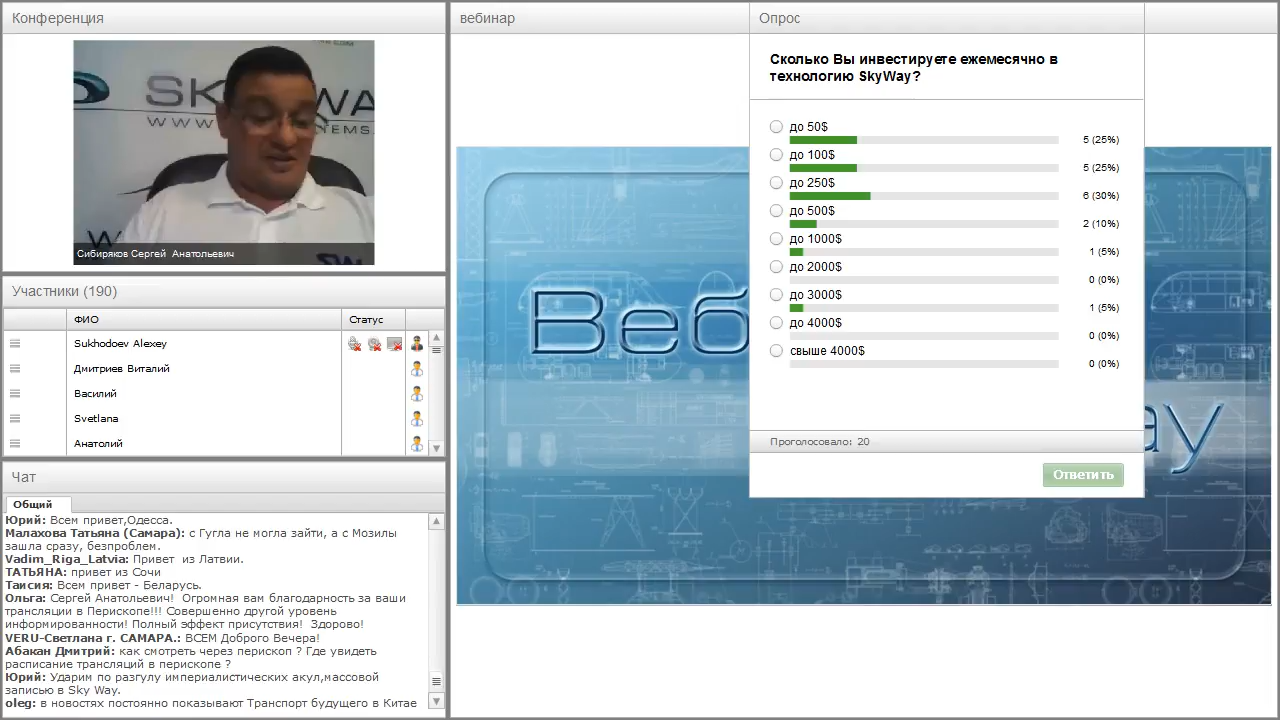 Конференция
SKYWAY
WWW
Сибиряков Сергей Анатольевич
Участники (190)
ФИО
Статус
Sukhodoev Alexey
Дмитриев Виталий
Василий
Svetlana
Анатолий
Чат
Общий
Юрий: Всем привет,Одесса.
Малахова Татьяна (Самара): с Гугла не могла зайти, а с Мозилы
зашла сразу, безпроблем.
Vadim_Riga_Latvia: Привет из Латвии.
ТАТЬЯНА: привет из Сочи
Таисия: Всем привет - Беларусь.
Ольга: Сергей Анатольевич! Огромная вам благодарность за ваши
трансляции в Перископе!!! Совершенно другой уровень
информированности! Полный эффект присутствия! Здорово!
VERU-Светлана г. САМАРА.: ВСЕМ Доброго Вечера!
Абакан Дмитрий: как смотреть через перископ ? Где увидеть
расписание трансляций в перископе ?
Юрий: Ударим по разгулу империалистических акул,массовой
записью в Sky Way.
oleg: в новостях постоянно показывают Транспорт будущего в Китае
вебинар
Веб
ay
Опрос
Сколько Вы инвестируете ежемесячно в
технологию SkyWay?
до 50$
5 (25%)
до 100$
5 (25%)
до 250$
6 (30%)
до 500$
2 (10%)
до 1000$
1 (5%)
до 2000$
0 (0%)
до 3000$
1 (5%)
до 4000$
0 (0%)
свыше 4000$
0 (0%)
Проголосовало: 20
Ответить